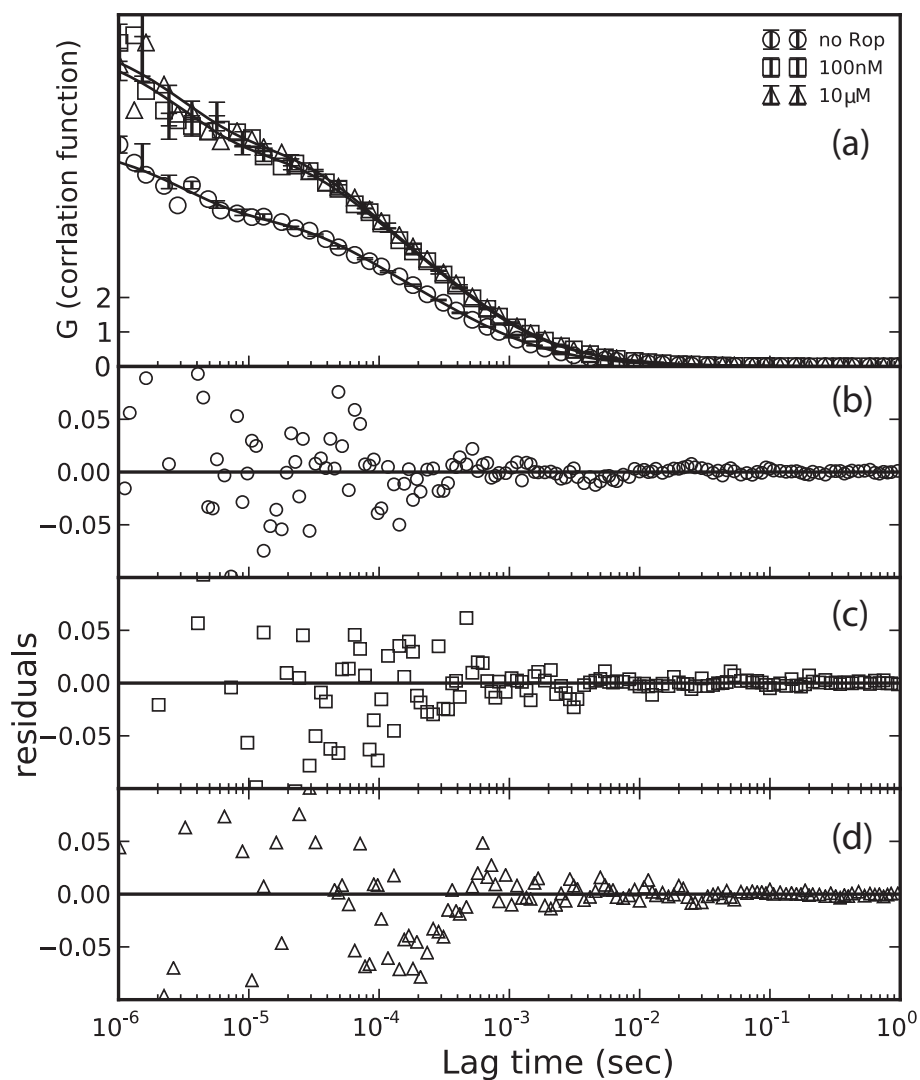 no Rop
100nM
10μM
(a)
G (corrlation function)
2
1
0
(b)
0.05
0.00
−0.05
(c)
0.05
0.00
−0.05
residuals
(d)
0.05
0.00
−0.05
10^-6 10^-5 10^-4 10^-3 10^-2 10^-1 10^0
Lag time (sec)